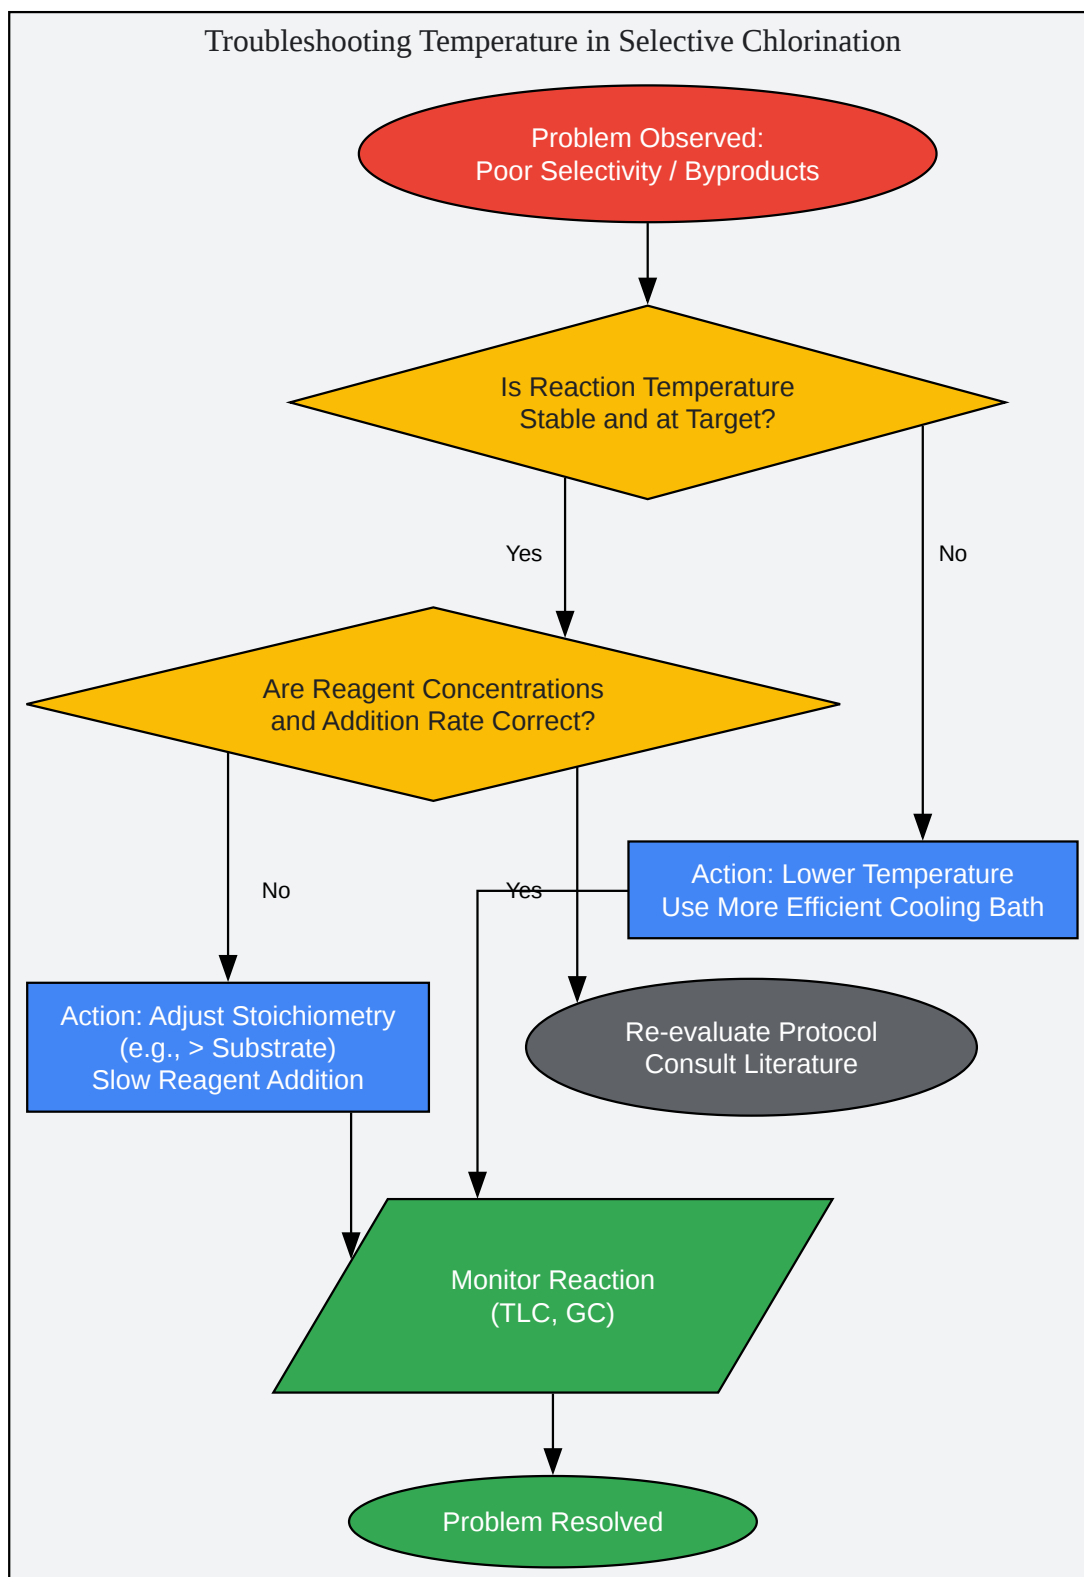 Troubleshooting Temperature in Selective Chlorination
Problem Observed:
Poor Selectivity / Byproducts
Is Reaction Temperature
Stable and at Target?
Yes
No
Are Reagent Concentrations
and Addition Rate Correct?
No
Yes
Action: Lower Temperature
Use More Efficient Cooling Bath
Action: Adjust Stoichiometry
(e.g., > Substrate)
Slow Reagent Addition
Re-evaluate Protocol
Consult Literature
Monitor Reaction
(TLC, GC)
Problem Resolved